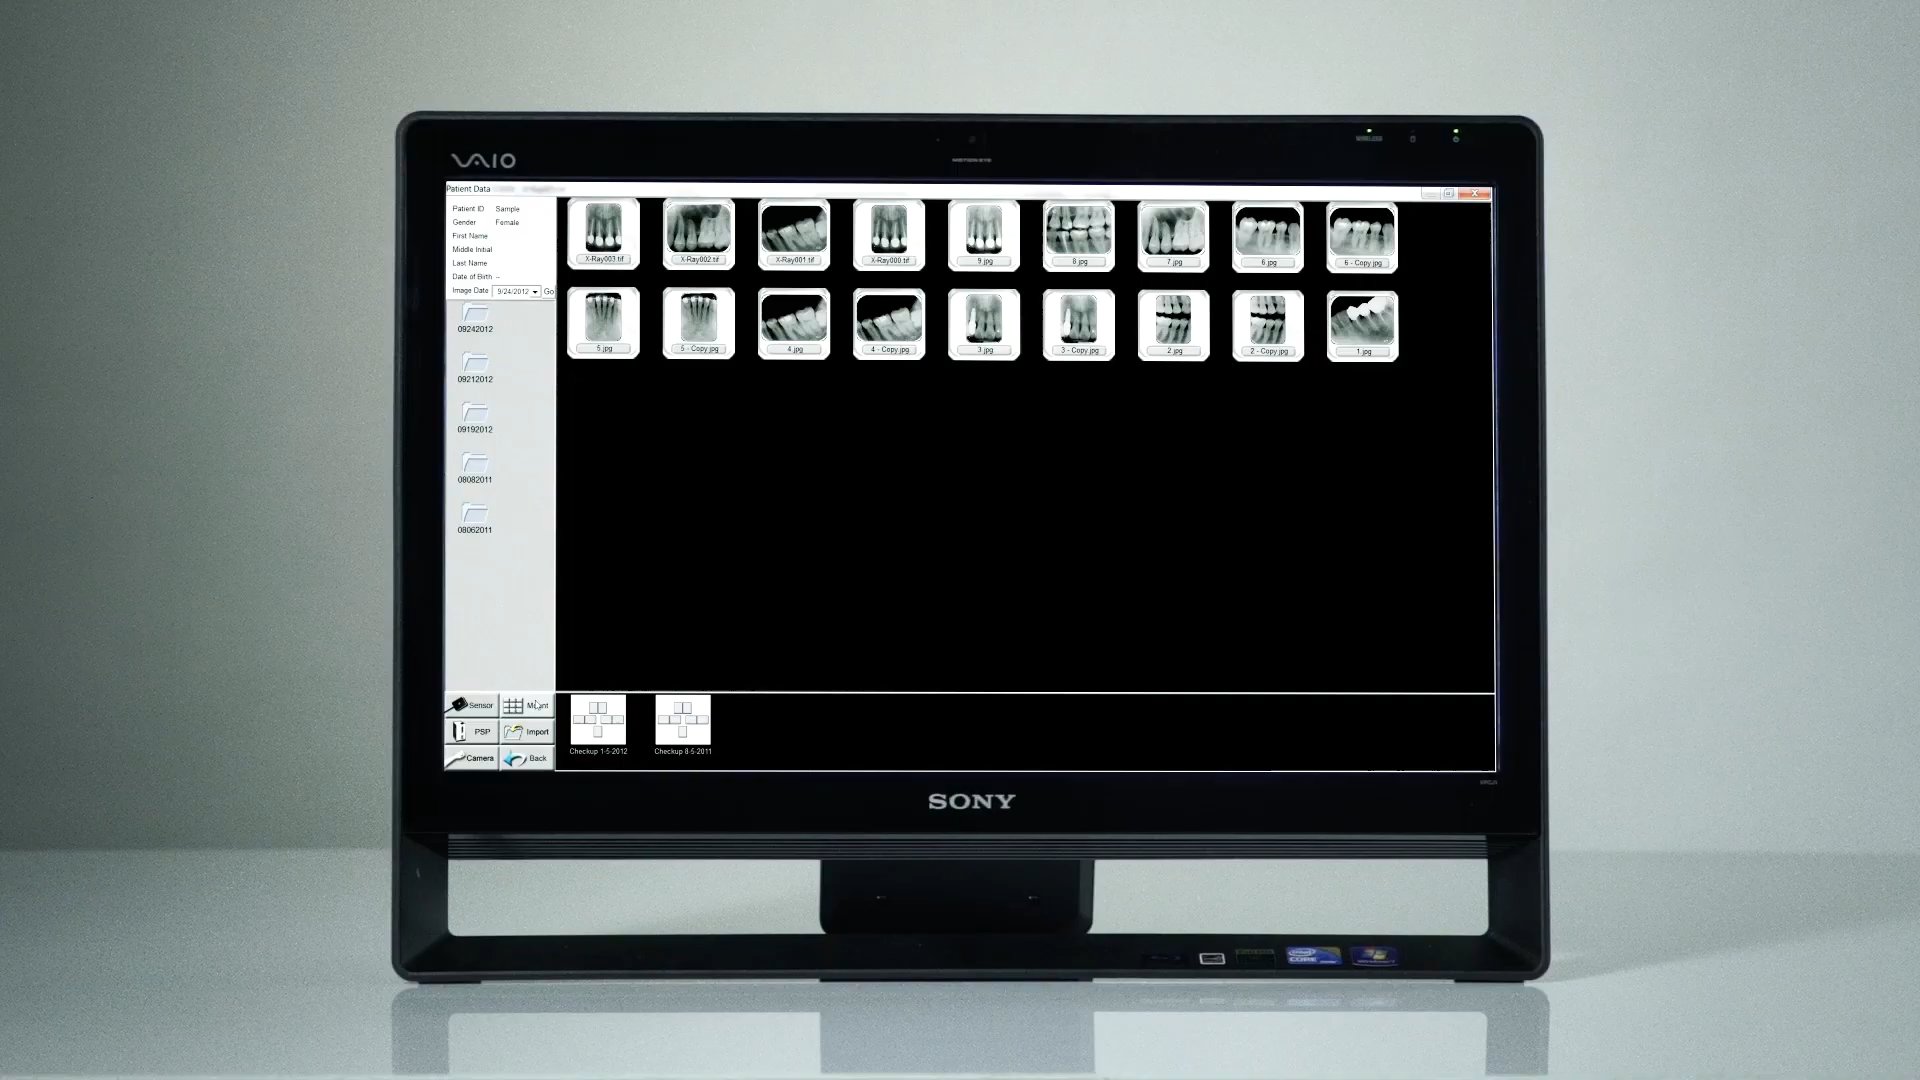 VAIO
WIRELESS
MOTION EYE
Patient Data
Patient ID Sample
Gender Female
First Name
Middle Initial
Last Name
Date of Birth --
Image Date 9/24/2012 Go
09242012
09212012
09192012
08082011
08062011
X-Ray003.tif X-Ray002.tif X-Ray001.tif X-Ray000.tif 9.jpg 8.jpg 7.jpg 6.jpg 6 - Copy.jpg
5.jpg 5 - Copy.jpg 4.jpg 4 - Copy.jpg 3.jpg 3 - Copy.jpg 2.jpg 2 - Copy.jpg 1.jpg
Sensor Mount
PSP Import
Camera Back
Checkup 1-5-2012 Checkup 8-5-2011
SONY
CORE